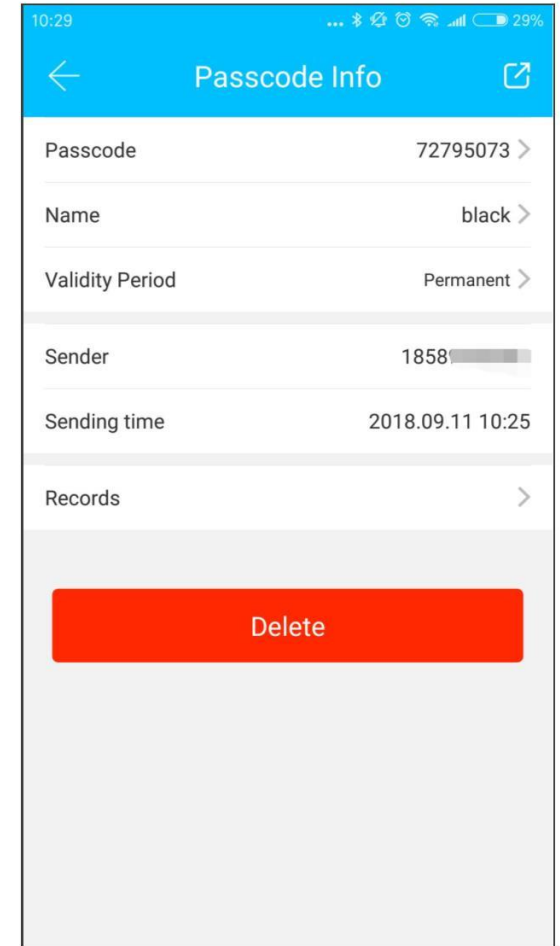 10:29 ... 29%
Passcode Info
Passcode 72795073
Name black
Validity Period Permanent
Sender 1858
Sending time 2018.09.11 10:25
Records
Delete